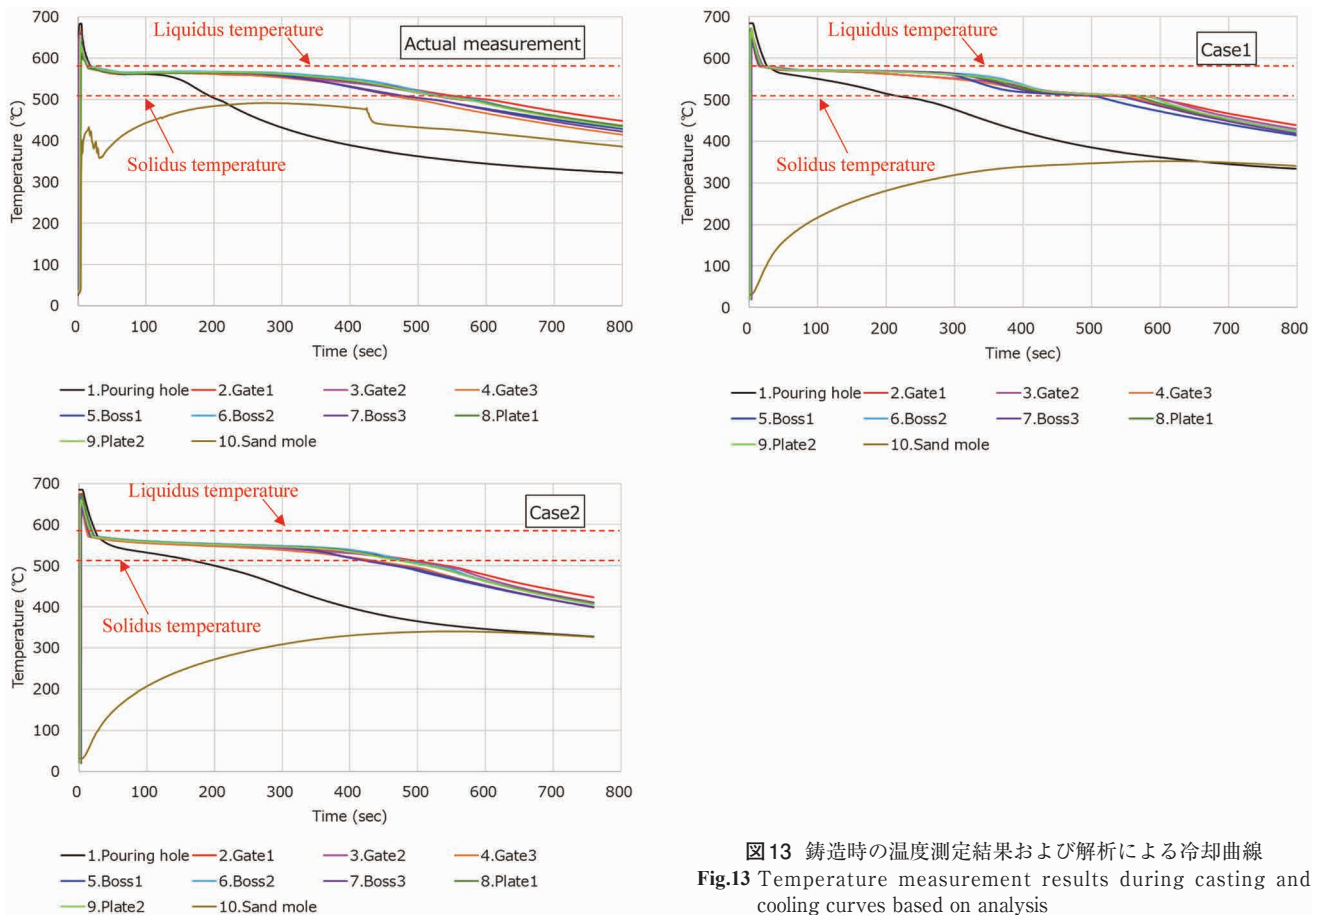 700
600
500
400
300
200
100
0
Temperature (℃)
Liquidus temperature
Actual measurement
Solidus temperature
0 100 200 300 400 500 600 700 800
Time (sec)
1.Pouring hole 2.Gate1 3.Gate2 4.Gate3
5.Boss1 6.Boss2 7.Boss3 8.Plate1
9.Plate2 10.Sand mole
700
600
500
400
300
200
100
0
Temperature (℃)
Liquidus temperature
Case1
Solidus temperature
0 100 200 300 400 500 600 700 800
Time (sec)
1.Pouring hole 2.Gate1 3.Gate2 4.Gate3
5.Boss1 6.Boss2 7.Boss3 8.Plate1
9.Plate2 10.Sand mole
700
600
500
400
300
200
100
0
Temperature (℃)
Liquidus temperature
Case2
Solidus temperature
0 100 200 300 400 500 600 700 800
Time (sec)
1.Pouring hole 2.Gate1 3.Gate2 4.Gate3
5.Boss1 6.Boss2 7.Boss3 8.Plate1
9.Plate2 10.Sand mole
図13 鋳造時の温度測定結果および解析による冷却曲線
Fig.13 Temperature measurement results during casting and
cooling curves based on analysis